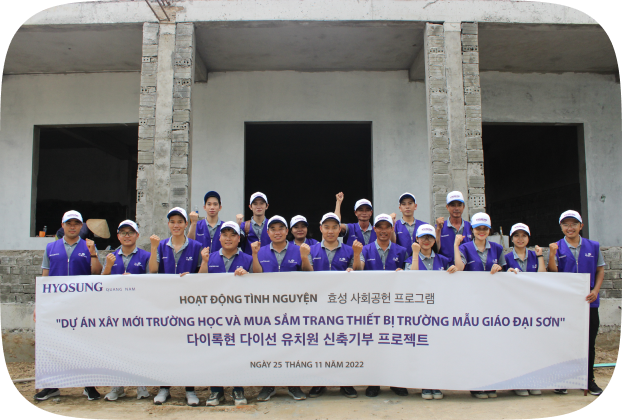 HYOSUNG QUANG NAM
HOẠT ĐỘNG TÌNH NGUYỆN 효성 사회공헌 프로그램
"DỰ ÁN XÂY MỚI TRƯỜNG HỌC VÀ MUA SẮM TRANG THIẾT BỊ TRƯỜNG MẪU GIÁO ĐẠI SƠN"
다이록현 다이선 유치원 신축기부 프로젝트
NGÀY 25 THÁNG 11 NĂM 2022